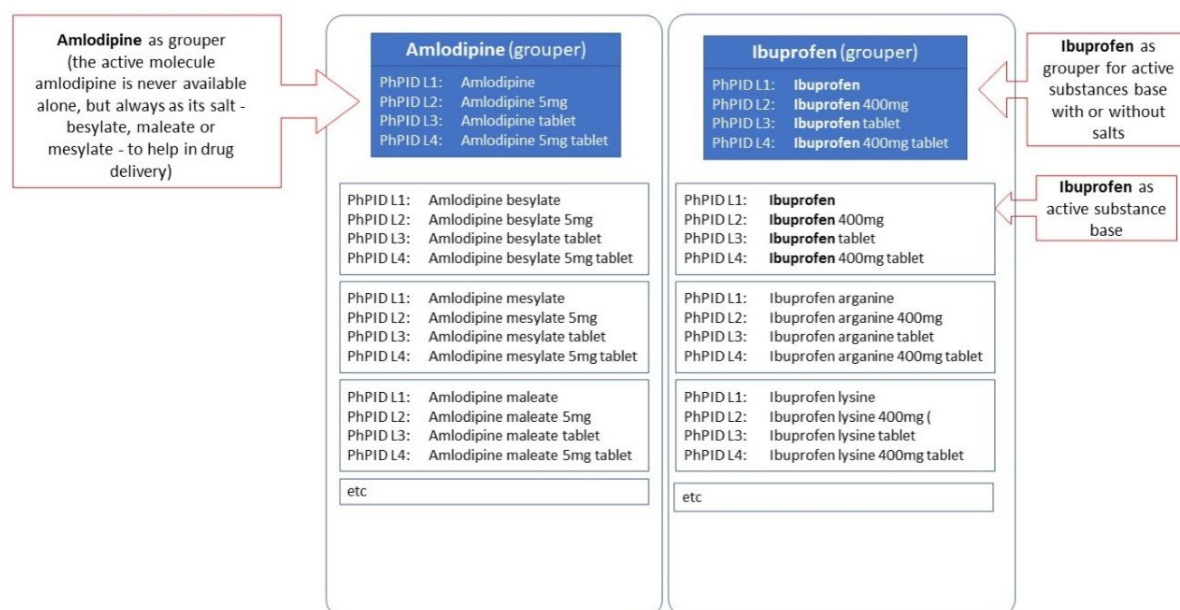 Amlodipine as grouper
(the active molecule
amlodipine is never available
alone, but always as its salt -
besylate, maleate or
mesylate - to help in drug
delivery)
Amlodipine (grouper)
PhPID L1: Amlodipine
PhPID L2: Amlodipine 5mg
PhPID L3: Amlodipine tablet
PhPID L4: Amlodipine 5mg tablet
PhPID L1: Amlodipine besylate
PhPID L2: Amlodipine besylate 5mg
PhPID L3: Amlodipine besylate tablet
PhPID L4: Amlodipine besylate 5mg tablet
PhPID L1: Amlodipine mesylate
PhPID L2: Amlodipine mesylate 5mg
PhPID L3: Amlodipine mesylate tablet
PhPID L4: Amlodipine mesylate 5mg tablet
PhPID L1: Amlodipine maleate
PhPID L2: Amlodipine maleate 5mg
PhPID L3: Amlodipine maleate tablet
PhPID L4: Amlodipine maleate 5mg tablet
etc
Ibuprofen (grouper)
PhPID L1: Ibuprofen
PhPID L2: Ibuprofen 400mg
PhPID L3: Ibuprofen tablet
PhPID L4: Ibuprofen 400mg tablet
PhPID L1: Ibuprofen
PhPID L2: Ibuprofen 400mg
PhPID L3: Ibuprofen tablet
PhPID L4: Ibuprofen 400mg tablet
PhPID L1: Ibuprofen arganine
PhPID L2: Ibuprofen arganine 400mg
PhPID L3: Ibuprofen arganine tablet
PhPID L4: Ibuprofen arganine 400mg tablet
PhPID L1: Ibuprofen lysine
PhPID L2: Ibuprofen lysine 400mg (
PhPID L3: Ibuprofen lysine tablet
PhPID L4: Ibuprofen lysine 400mg tablet
etc
Ibuprofen as
grouper for active
substances base
with or without
salts
Ibuprofen as
active substance
base